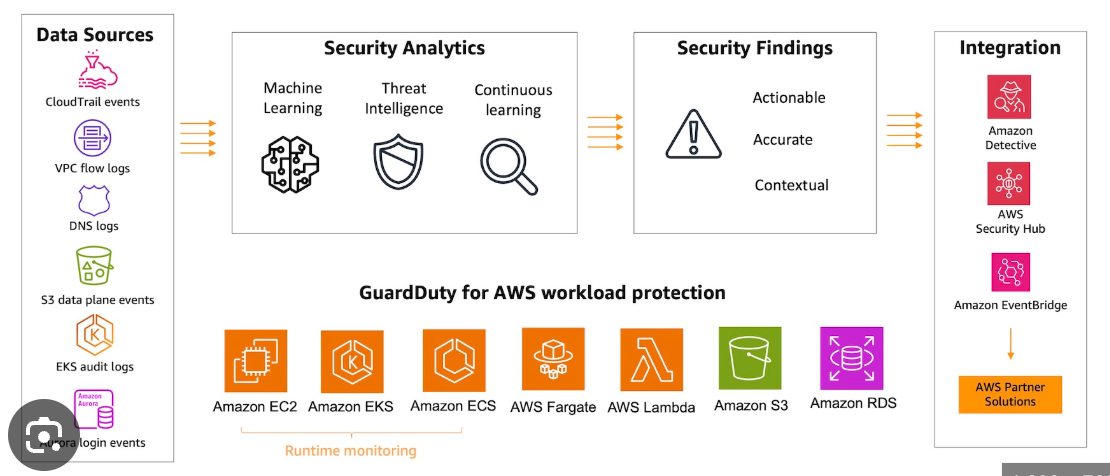 Data Sources
CloudTrail events
VPC flow logs
DNS logs
S3 data plane events
K
EKS audit logs
Amazon
Aurora
Aurora login events
Security Analytics
Machine
Learning
Threat
Intelligence
Continuous
learning
Security Findings
Actionable
Accurate
Contextual
Integration
Amazon
Detective
AWS
Security Hub
Amazon EventBridge
AWS Partner
Solutions
GuardDuty for AWS workload protection
K
Amazon EC2
Amazon EKS
Amazon ECS
AWS Fargate
AWS Lambda
Amazon S3
Amazon RDS
Runtime monitoring